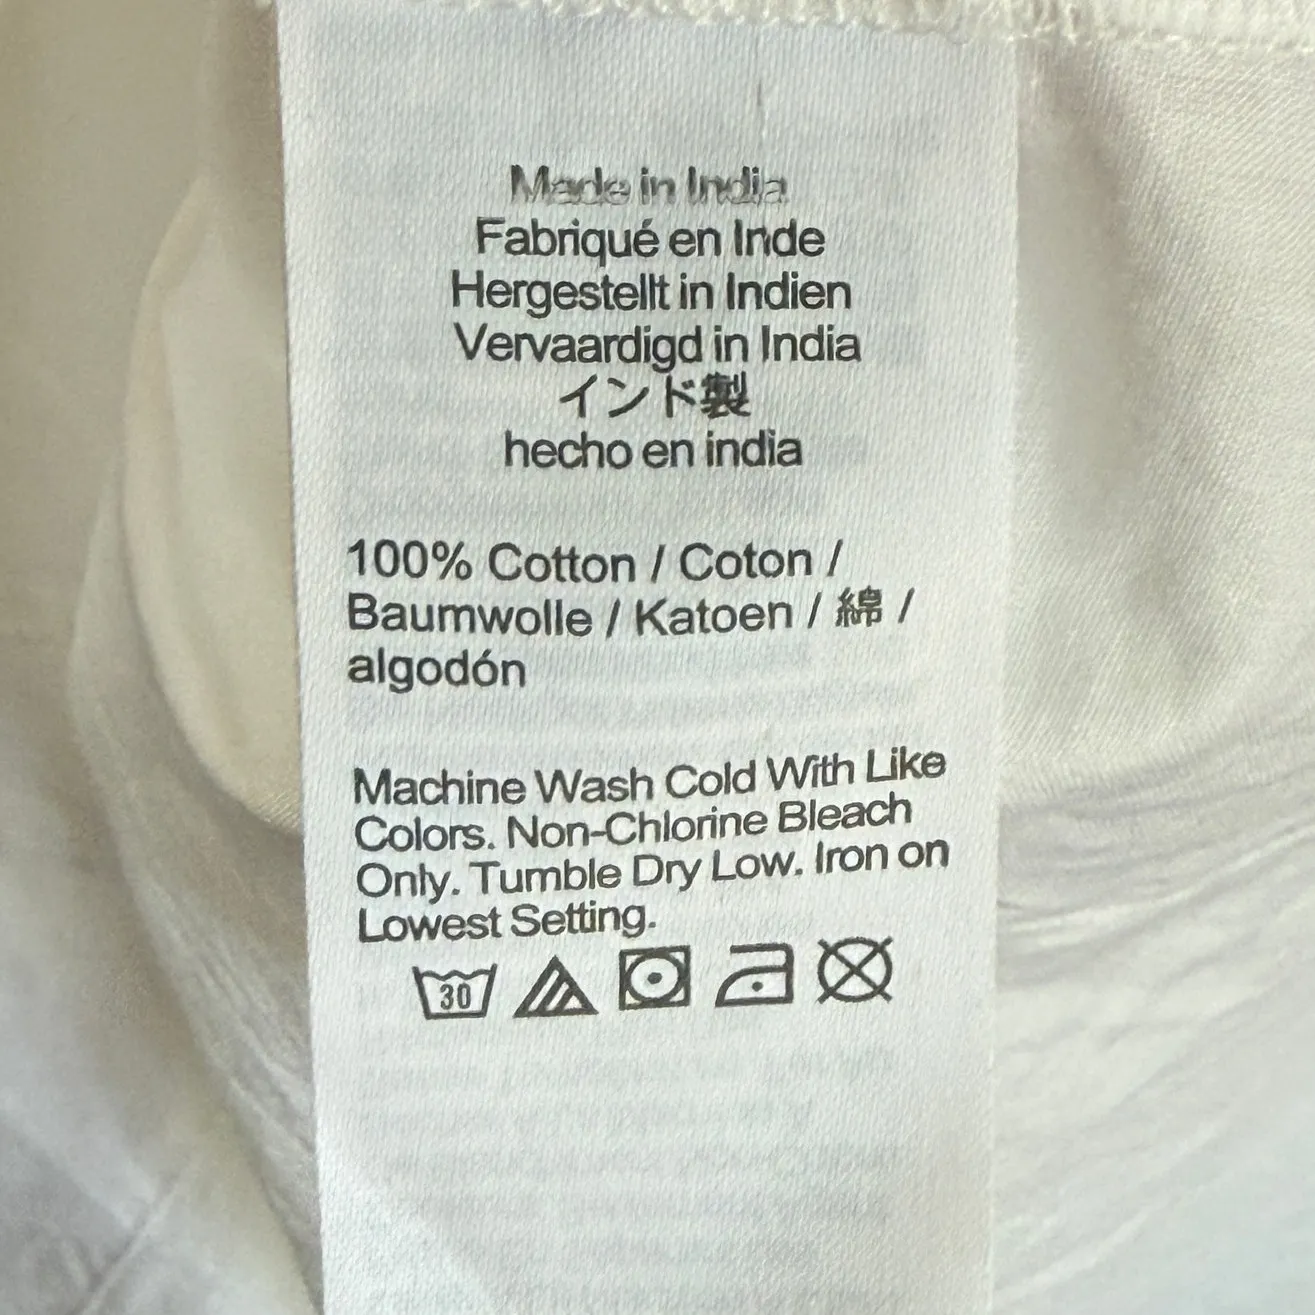 Made in India
Fabriqué en Inde
Hergestellt in Indien
Vervaardigd in India
インド製
hecho en india
100% Cotton / Coton /
Baumwolle / Katoen / 綿 /
algodón
Machine Wash Cold With Like
Colors. Non-Chlorine Bleach
Only. Tumble Dry Low. Iron on
Lowest Setting.
30